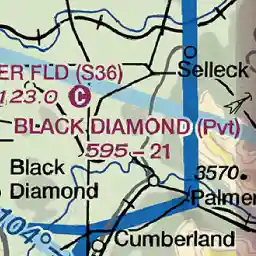 ER FLD (S36)
123.0 C
Selleck
BLACK DIAMOND (Pvt)
595 - 21
Black
Diamond
3570
Palmer
104°
Cumberland